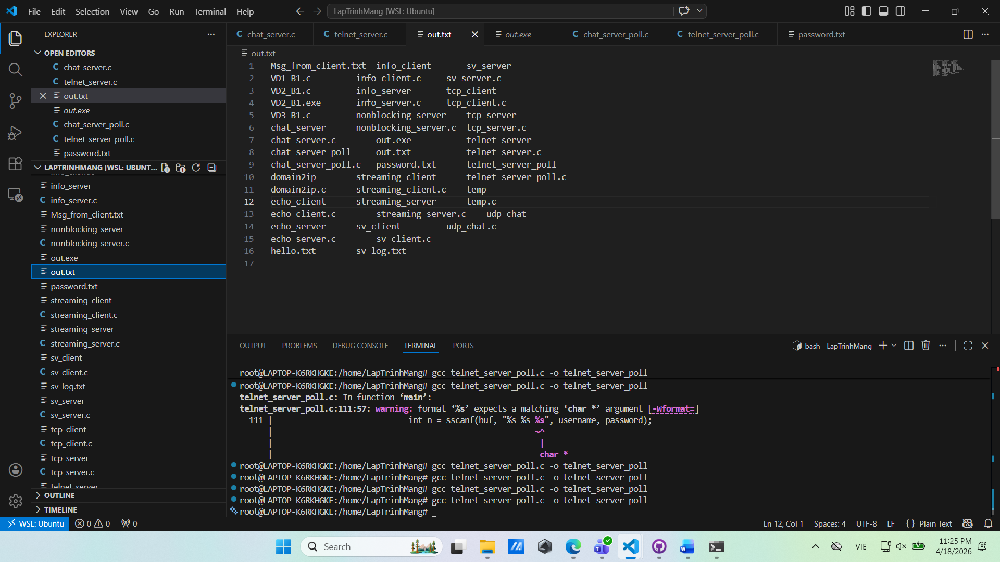 File Edit Selection View Go Run Terminal Help
LapTrinhMang [WSL: Ubuntu]
EXPLORER
OPEN EDITORS
chat_server.c
telnet_server.c
out.txt
out.exe
chat_server_poll.c
telnet_server_poll.c
password.txt
LAPTRINHMANG [WSL: UBUNT...
info_server
info_server.c
Msg_from_client.txt
nonblocking_server
nonblocking_server.c
out.exe
out.txt
password.txt
streaming_client
streaming_client.c
streaming_server
streaming_server.c
sv_client
sv_client.c
sv_log.txt
sv_server
sv_server.c
tcp_client
tcp_client.c
tcp_server
tcp_server.c
telnet_server
OUTLINE
TIMELINE
chat_server.c telnet_server.c out.txt out.exe chat_server_poll.c telnet_server_poll.c password.txt
out.txt
1 Msg_from_client.txt info_client sv_server
2 VD1_B1.c info_client.c sv_server.c
3 VD2_B1.c info_server tcp_client
4 VD2_B1.exe info_server.c tcp_client.c
5 VD3_B1.c nonblocking_server tcp_server
6 chat_server nonblocking_server.c tcp_server.c
7 chat_server.c out.exe telnet_server
8 chat_server_poll out.txt telnet_server.c
9 chat_server_poll.c password.txt telnet_server_poll
10 domain2ip streaming_client telnet_server_poll.c
11 domain2ip.c streaming_client.c temp
12 echo_client streaming_server temp.c
13 echo_client.c streaming_server.c udp_chat
14 echo_server sv_client udp_chat.c
15 echo_server.c sv_client.c
16 hello.txt sv_log.txt
17
OUTPUT PROBLEMS DEBUG CONSOLE TERMINAL PORTS
bash - LapTrinhMang
root@LAPTOP-K6RKHGKE:/home/LapTrinhMang# gcc telnet_server_poll.c -o telnet_server_poll
root@LAPTOP-K6RKHGKE:/home/LapTrinhMang# gcc telnet_server_poll.c -o telnet_server_poll
telnet_server_poll.c: In function ‘main’:
telnet_server_poll.c:111:57: warning: format ‘%s’ expects a matching ‘char *’ argument [-Wformat=]
111 | int n = sscanf(buf, "%s %s %s", username, password);
| ~^
| |
| char *
root@LAPTOP-K6RKHGKE:/home/LapTrinhMang# gcc telnet_server_poll.c -o telnet_server_poll
root@LAPTOP-K6RKHGKE:/home/LapTrinhMang# gcc telnet_server_poll.c -o telnet_server_poll
root@LAPTOP-K6RKHGKE:/home/LapTrinhMang# gcc telnet_server_poll.c -o telnet_server_poll
root@LAPTOP-K6RKHGKE:/home/LapTrinhMang# gcc telnet_server_poll.c -o telnet_server_poll
root@LAPTOP-K6RKHGKE:/home/LapTrinhMang#
WSL: Ubuntu 0 0 0 Ln 12, Col 1 Spaces: 4 UTF-8 LF {} Plain Text
Search
VIE
11:25 PM
4/18/2026